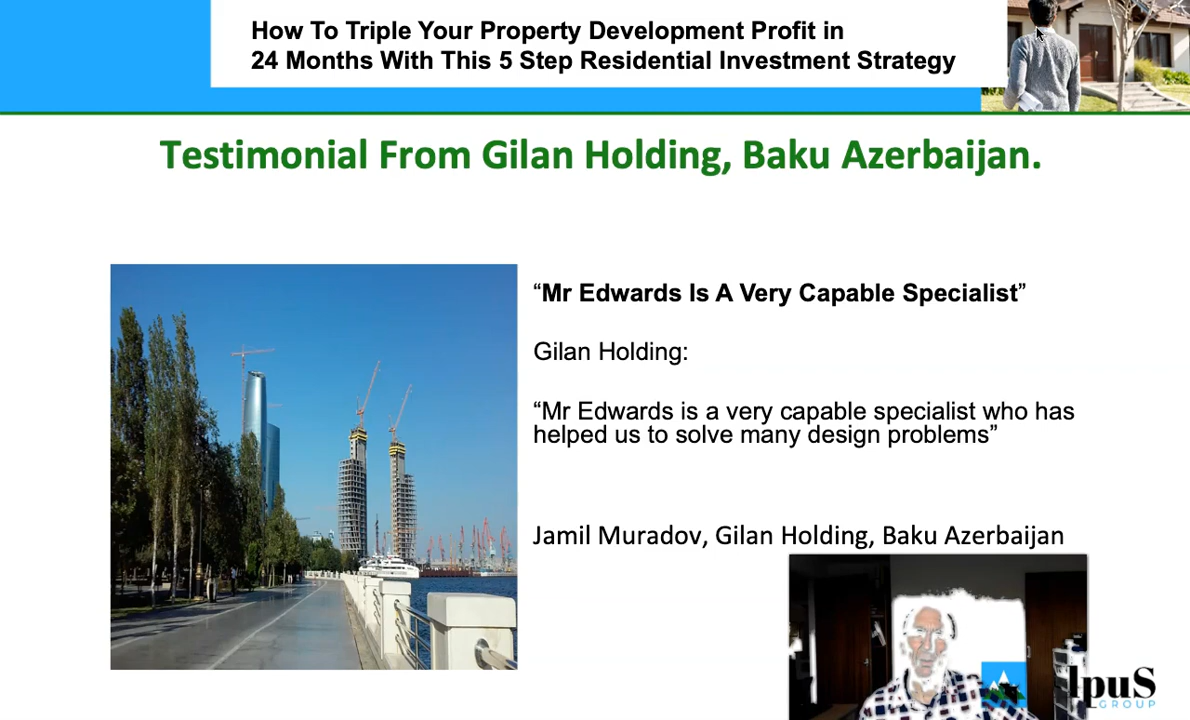 How To Triple Your Property Development Profit in
24 Months With This 5 Step Residential Investment Strategy
Testimonial From Gilan Holding, Baku Azerbaijan.
“Mr Edwards Is A Very Capable Specialist”
Gilan Holding:
“Mr Edwards is a very capable specialist who has
helped us to solve many design problems”
Jamil Muradov, Gilan Holding, Baku Azerbaijan
IpuS
GROUP